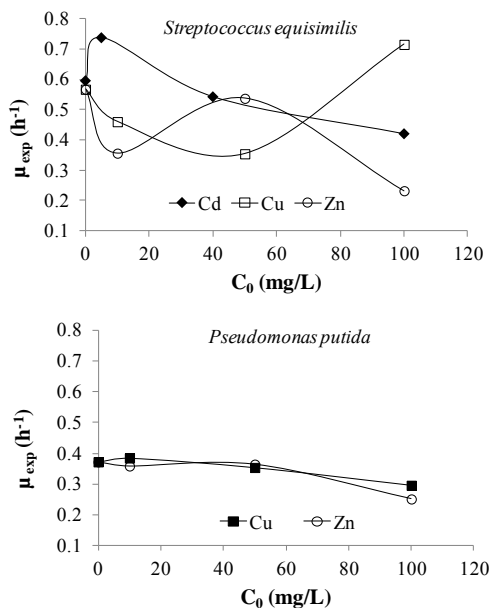 Streptococcus equisimilis
0.8
0.7
0.6
0.5
0.4
0.3
0.2
0.1
μ exp (h-1)
Cd Cu Zn
0 20 40 60 80 100 120
C0 (mg/L)
Pseudomonas putida
0.8
0.7
0.6
0.5
0.4
0.3
0.2
0.1
μ exp (h-1)
Cu Zn
0 20 40 60 80 100 120
C0 (mg/L)